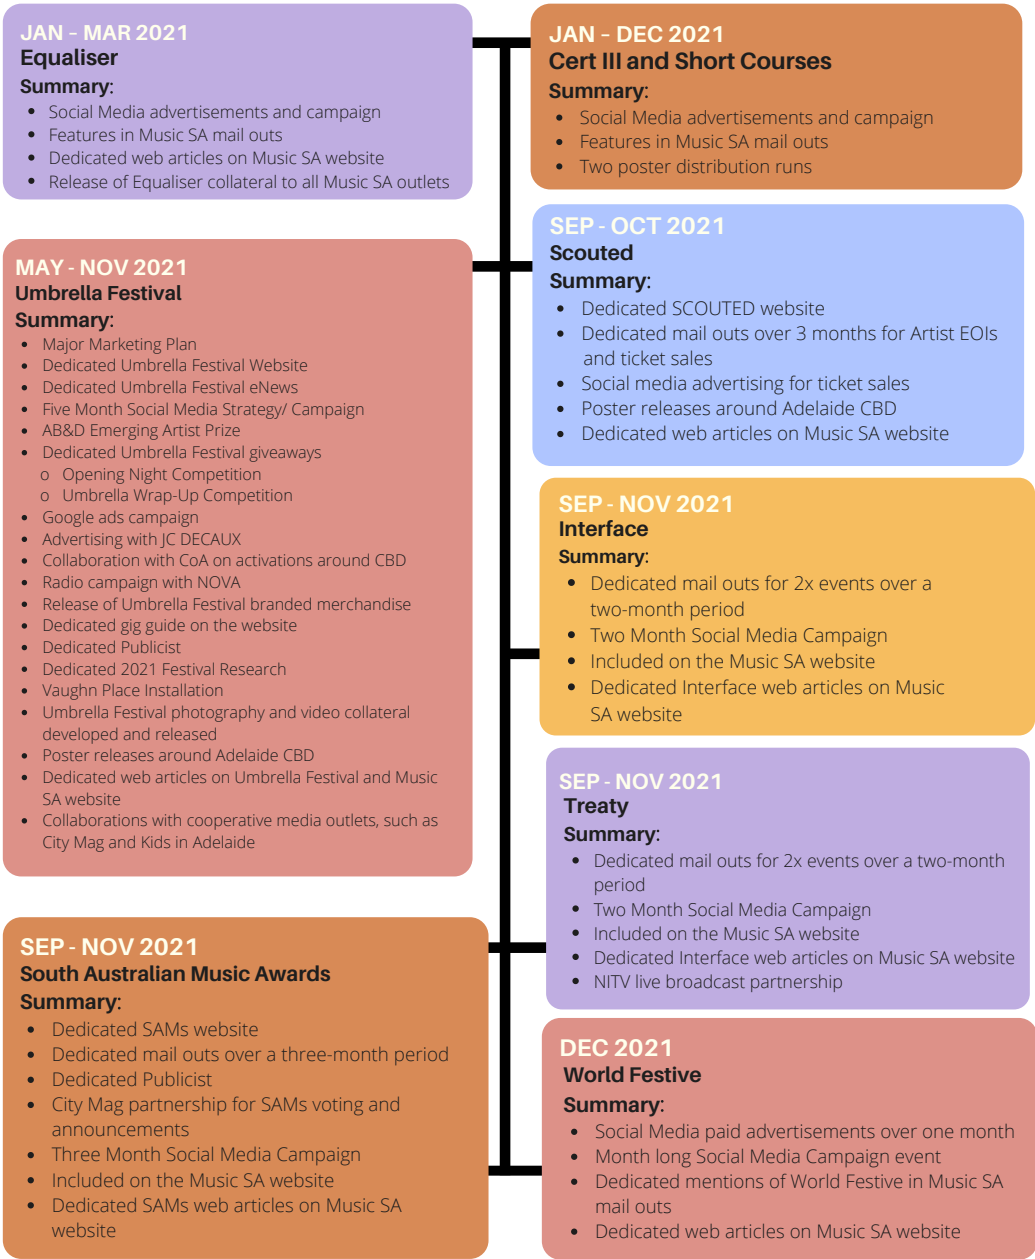 JAN – MAR 2021
Equaliser
Summary:
• Social Media advertisements and campaign
• Features in Music SA mail outs
• Dedicated web articles on Music SA website
• Release of Equaliser collateral to all Music SA outlets
JAN – DEC 2021
Cert III and Short Courses
Summary:
• Social Media advertisements and campaign
• Features in Music SA mail outs
• Two poster distribution runs
MAY - NOV 2021
Umbrella Festival
Summary:
• Major Marketing Plan
• Dedicated Umbrella Festival Website
• Dedicated Umbrella Festival eNews
• Five Month Social Media Strategy/ Campaign
• AB&D Emerging Artist Prize
• Dedicated Umbrella Festival giveaways
o Opening Night Competition
o Umbrella Wrap-Up Competition
• Google ads campaign
• Advertising with JC DECAUX
• Collaboration with CoA on activations around CBD
• Radio campaign with NOVA
• Release of Umbrella Festival branded merchandise
• Dedicated gig guide on the website
• Dedicated Publicist
• Dedicated 2021 Festival Research
• Vaughn Place Installation
• Umbrella Festival photography and video collateral
developed and released
• Poster releases around Adelaide CBD
• Dedicated web articles on Umbrella Festival and Music
SA website
• Collaborations with cooperative media outlets, such as
City Mag and Kids in Adelaide
SEP - OCT 2021
Scouted
Summary:
• Dedicated SCOUTED website
• Dedicated mail outs over 3 months for Artist EOIs
and ticket sales
• Social media advertising for ticket sales
• Poster releases around Adelaide CBD
• Dedicated web articles on Music SA website
SEP - NOV 2021
Interface
Summary:
• Dedicated mail outs for 2x events over a
two-month period
• Two Month Social Media Campaign
• Included on the Music SA website
• Dedicated Interface web articles on Music
SA website
SEP - NOV 2021
Treaty
Summary:
• Dedicated mail outs for 2x events over a two-month
period
• Two Month Social Media Campaign
• Included on the Music SA website
• Dedicated Interface web articles on Music SA website
• NITV live broadcast partnership
SEP - NOV 2021
South Australian Music Awards
Summary:
• Dedicated SAMs website
• Dedicated mail outs over a three-month period
• Dedicated Publicist
• City Mag partnership for SAMs voting and
announcements
• Three Month Social Media Campaign
• Included on the Music SA website
• Dedicated SAMs web articles on Music SA
website
DEC 2021
World Festive
Summary:
• Social Media paid advertisements over one month
• Month long Social Media Campaign event
• Dedicated mentions of World Festive in Music SA
mail outs
• Dedicated web articles on Music SA website